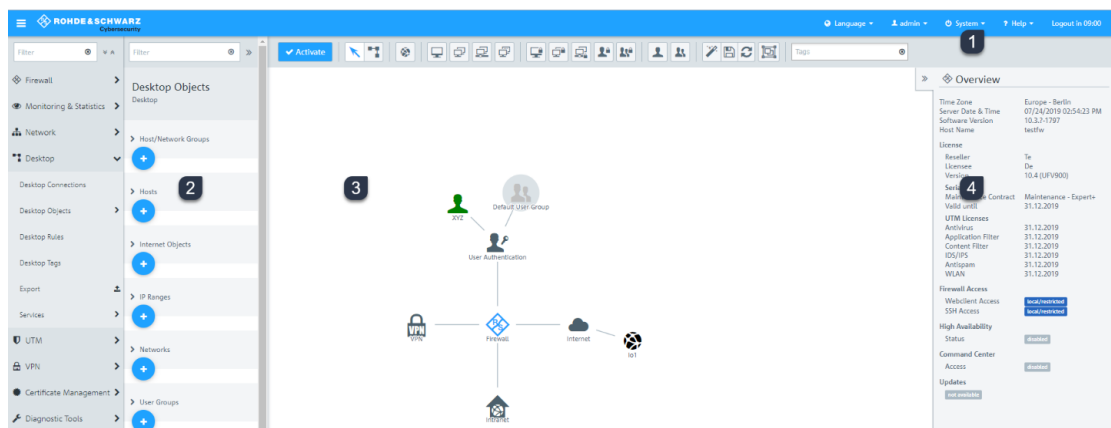 ROHDE&SCHWARZ
Cybersecurity
Language
admin
System
? Help
Logout in 09:00
1
Filter
Filter
Activate
Tags
Firewall
Monitoring & Statistics
Network
Desktop
Desktop Connections
Desktop Objects
Desktop Rules
Desktop Tags
Export
Services
UTM
VPN
Certificate Management
Diagnostic Tools
Desktop Objects
Desktop
Host/Network Groups
2
Hosts
Internet Objects
IP Ranges
Networks
User Groups
3
XYZ
Default User Group
User Authentication
VPN
VPN
R S
Firewall
Internet
io1
Intranet
Overview
Time Zone Europe - Berlin
Server Date & Time 07/24/2019 02:54:23 PM
Software Version 10.3.?-1797
Host Name testfw
License
Reseller Te
Licensee De
Version 10.4 (UFV900)
4
Maintenance Contract Maintenance - Expert+
Valid until 31.12.2019
UTM Licenses
Antivirus 31.12.2019
Application Filter 31.12.2019
Content Filter 31.12.2019
IDS/IPS 31.12.2019
Antispam 31.12.2019
WLAN 31.12.2019
Firewall Access
Webclient Access local/restricted
SSH Access local/restricted
High Availability
Status disabled
Command Center
Access disabled
Updates
not available